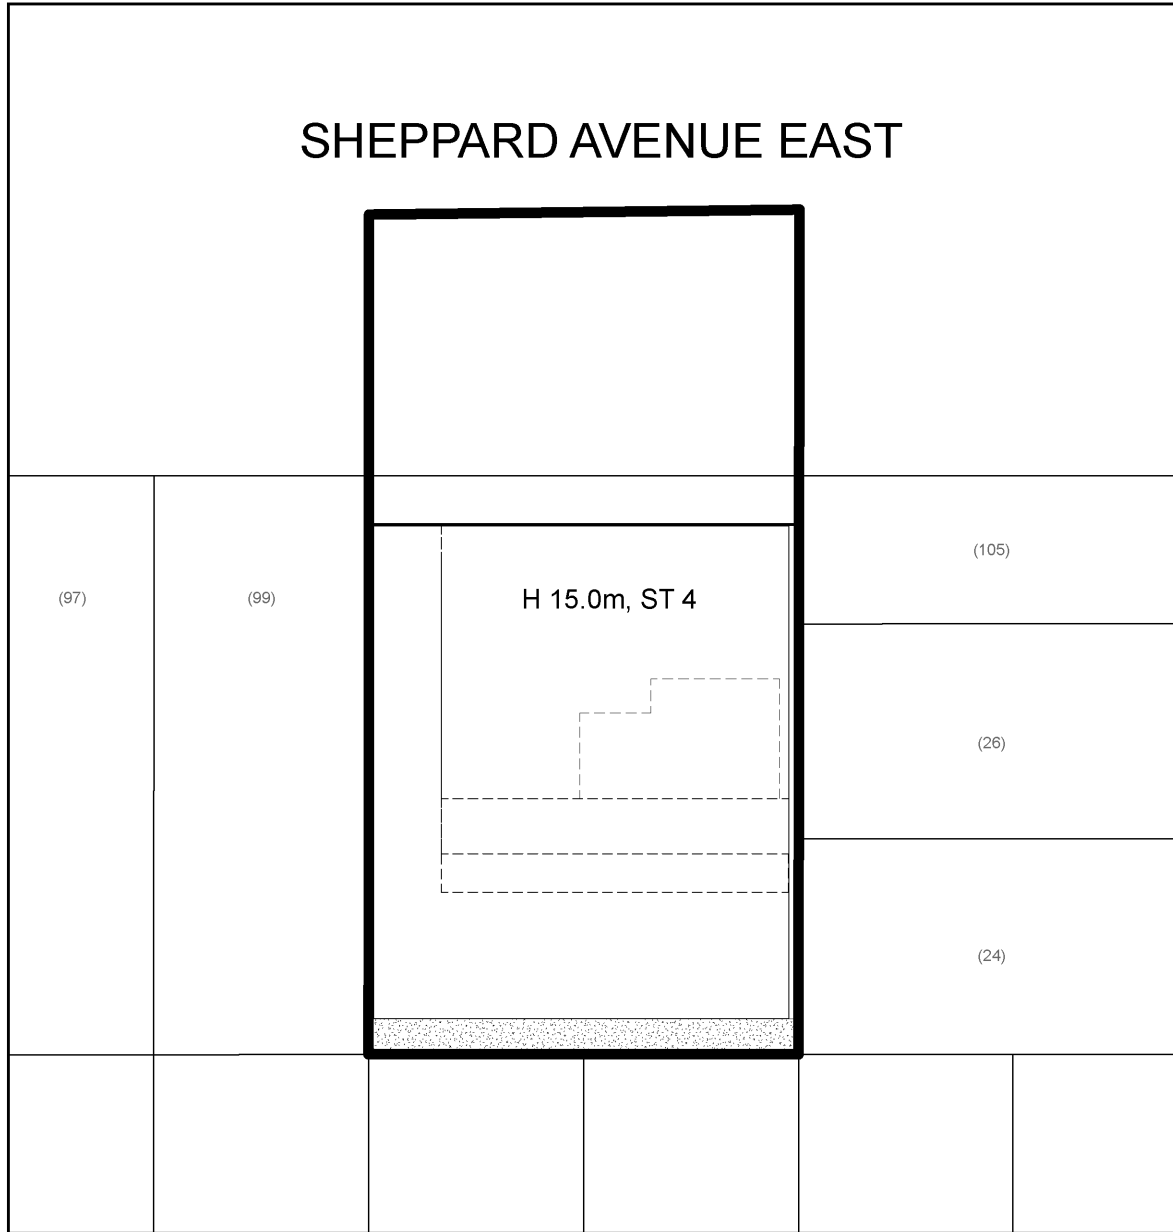 SHEPPARD AVENUE EAST
(105)
H 15.0m, ST 4
(97)
(99)
(26)
(24)